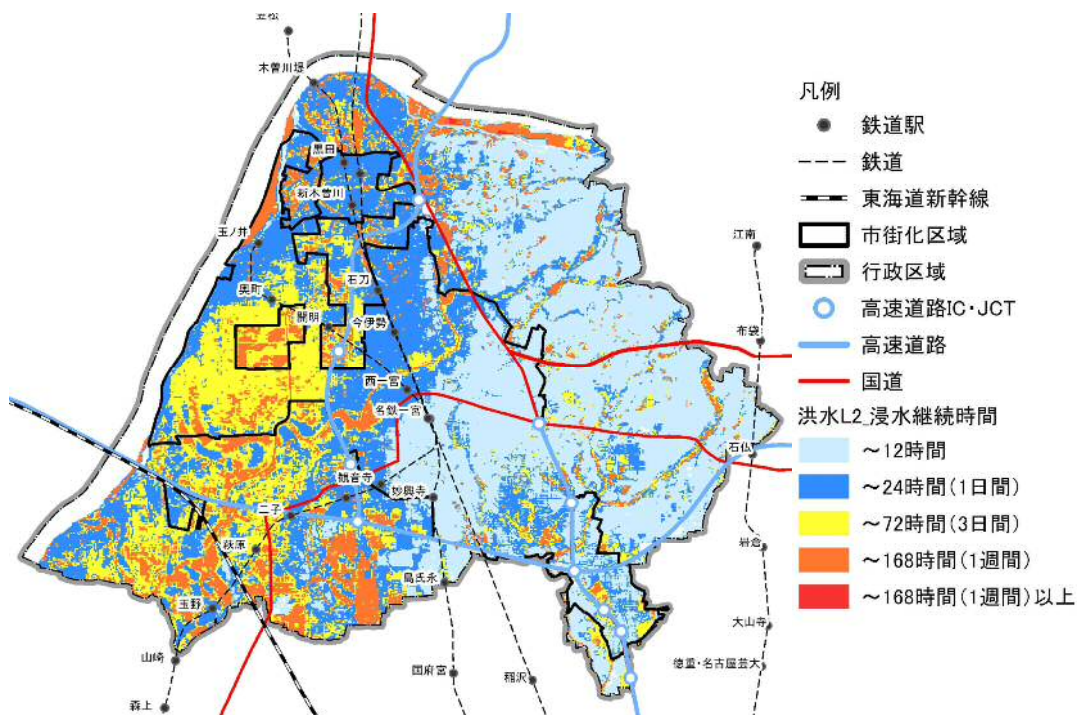 笠松
木曽川堤
黒田
新木曽川
玉ノ井
奥町
石刀
開明
今伊勢
西一宮
名鉄一宮
観音寺
妙興寺
二子
萩原
島氏永
玉野
山崎
森上
国府宮
稲沢
江南
布袋
石仏
岩倉
大山寺
徳重・名古屋芸大
凡例
鉄道駅
鉄道
東海道新幹線
市街化区域
行政区域
高速道路IC・JCT
高速道路
国道
洪水L2_浸水継続時間
～12時間
～24時間(1日間)
～72時間(3日間)
～168時間(1週間)
～168時間(1週間)以上